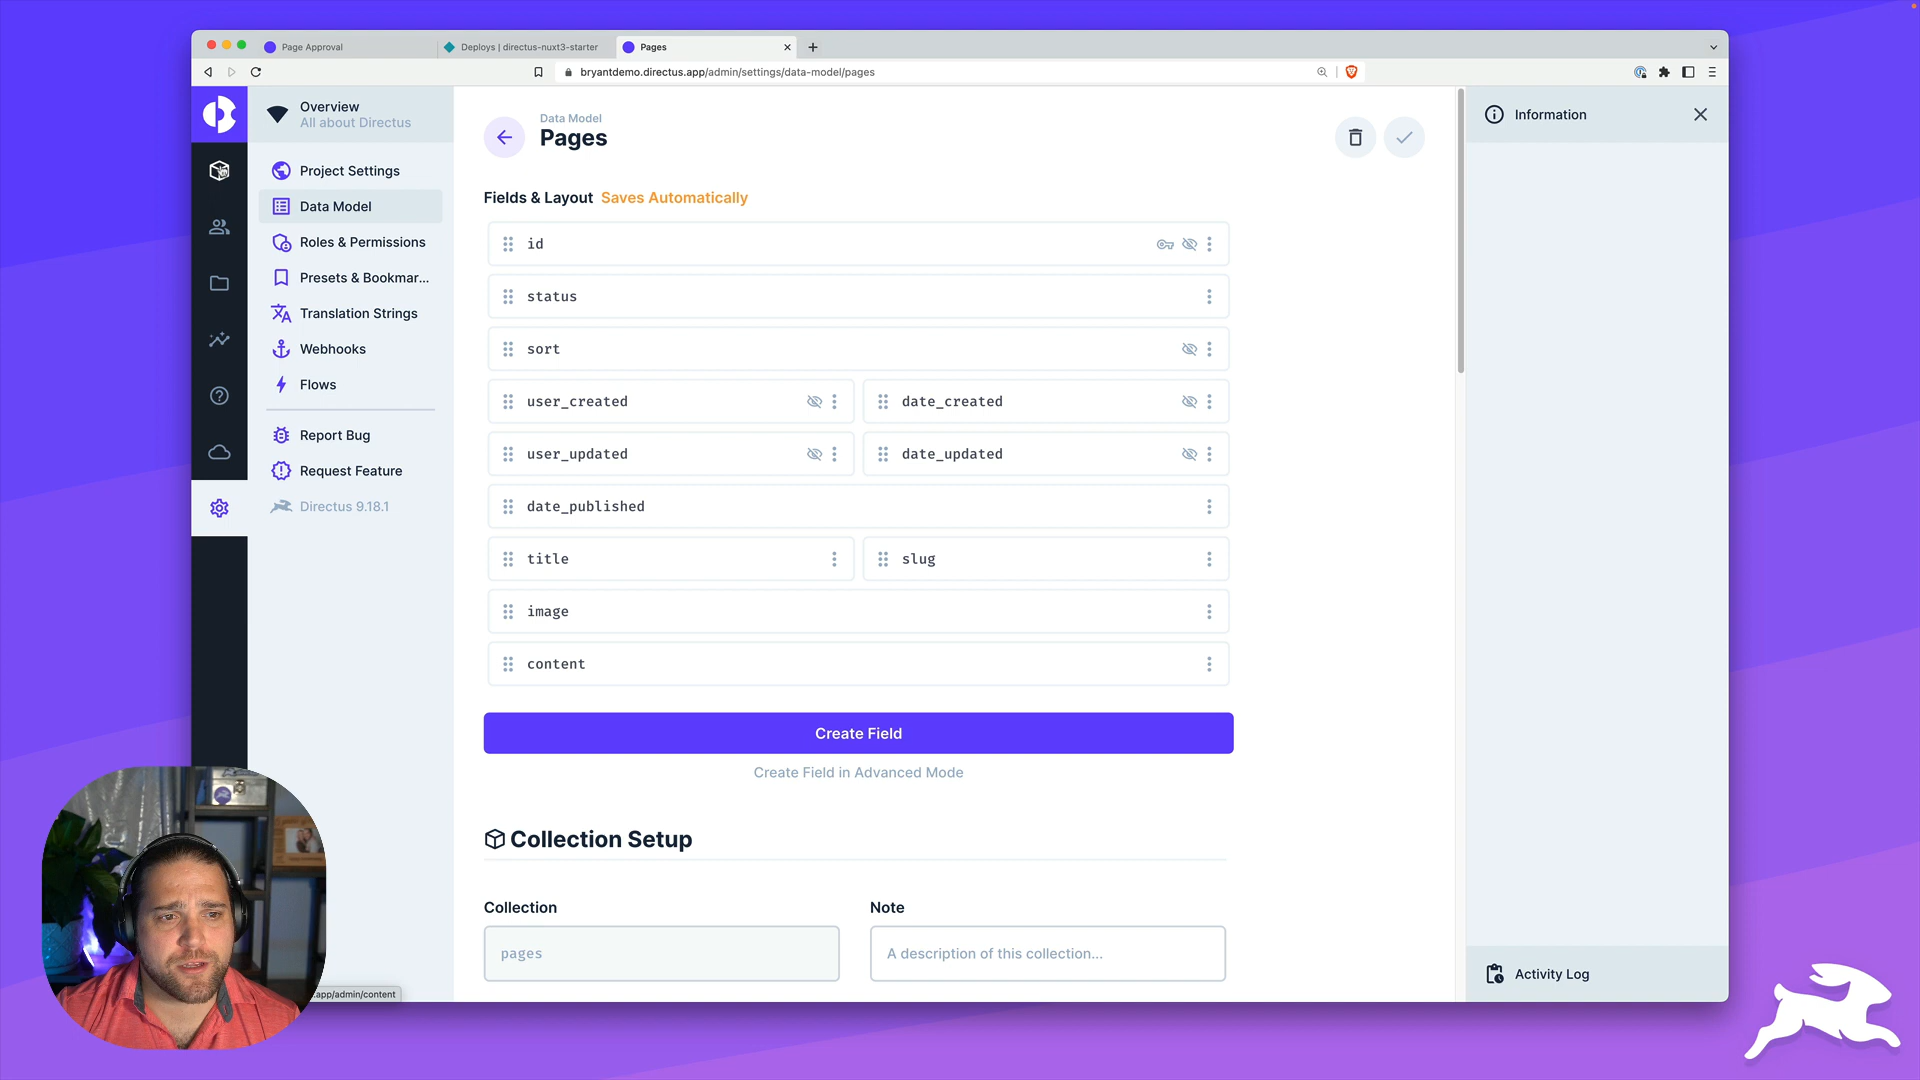 Page Approval
Deploys | directus-nuxt3-starter
Pages
bryantdemo.directus.app/admin/settings/data-model/pages
Overview
All about Directus
Project Settings
Data Model
Roles & Permissions
Presets & Bookmar...
Translation Strings
Webhooks
Flows
Report Bug
Request Feature
Directus 9.18.1
Data Model
Pages
Fields & Layout Saves Automatically
id
status
sort
user_created
date_created
user_updated
date_updated
date_published
title
slug
image
content
Create Field
Create Field in Advanced Mode
Collection Setup
Collection
pages
Note
A description of this collection...
Information
Activity Log
.app/admin/content